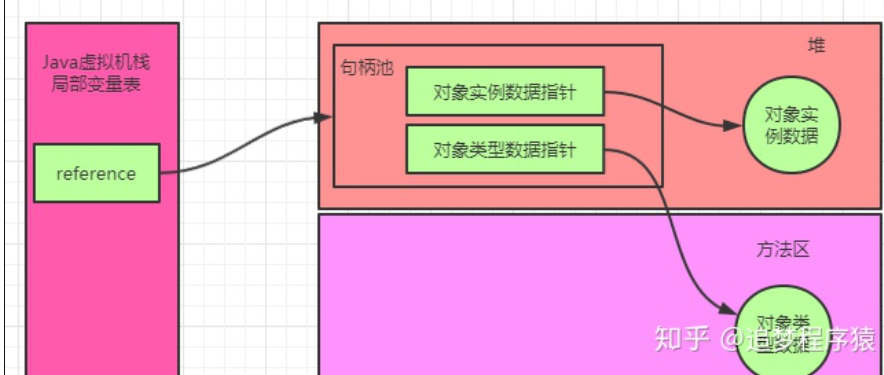 Java虚拟机栈
局部变量表
reference
堆
句柄池
对象实例数据指针
对象类型数据指针
对象实
例数据
方法区
对象类
型数据
知乎 @追梦程序猿